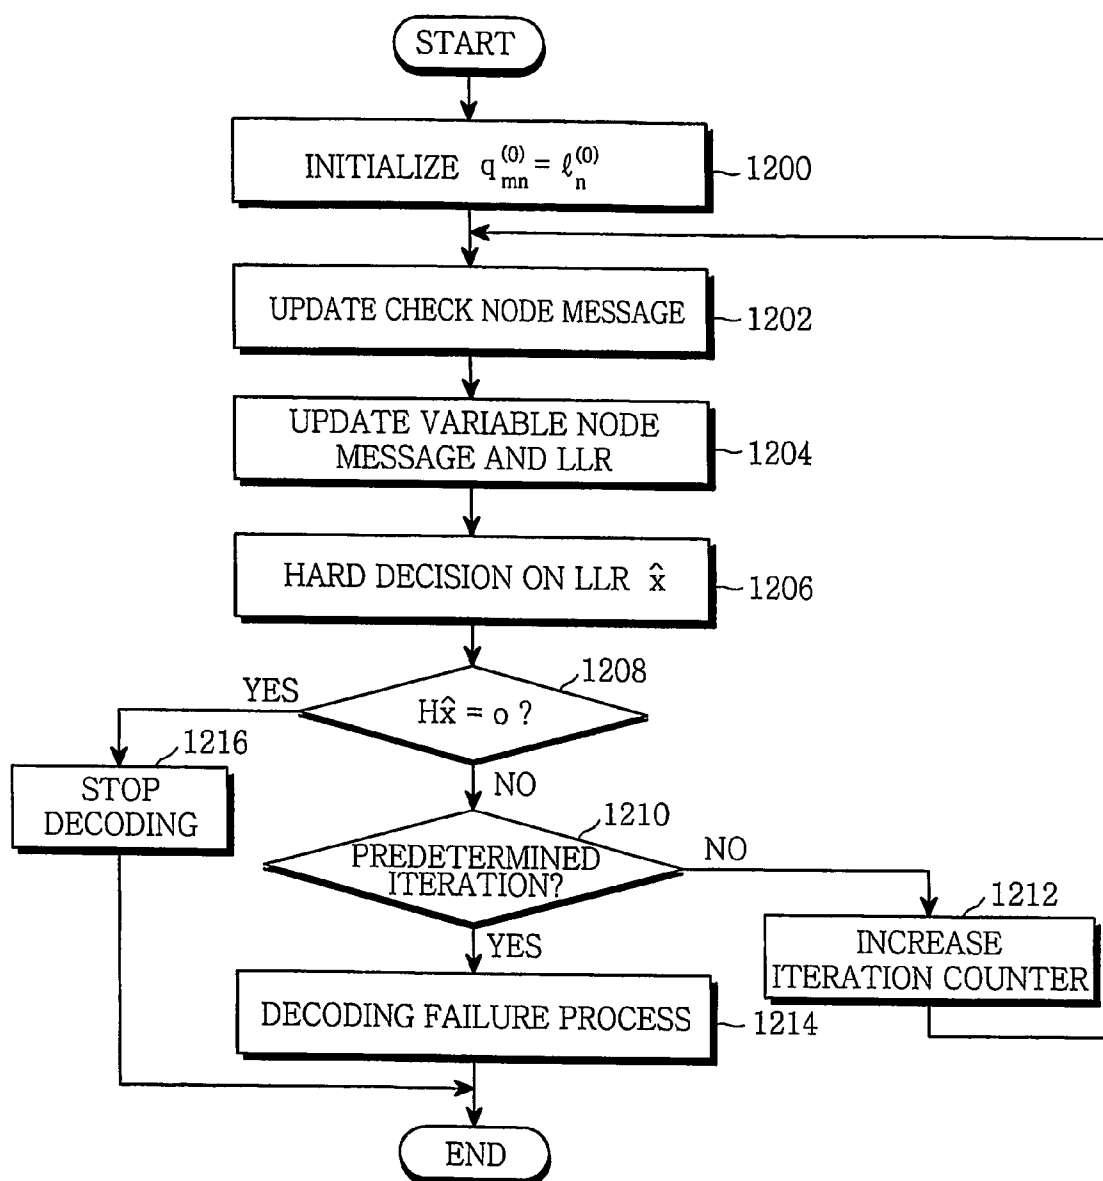 START
INITIALIZE q_mn^(0) = ℓ_n^(0)
1200
UPDATE CHECK NODE MESSAGE
1202
UPDATE VARIABLE NODE
MESSAGE AND LLR
1204
HARD DECISION ON LLR x̂
1206
1208
YES
Hx̂ = o ?
1216
STOP
DECODING
NO
1210
PREDETERMINED
ITERATION?
NO
1212
INCREASE
ITERATION COUNTER
YES
DECODING FAILURE PROCESS
1214
END